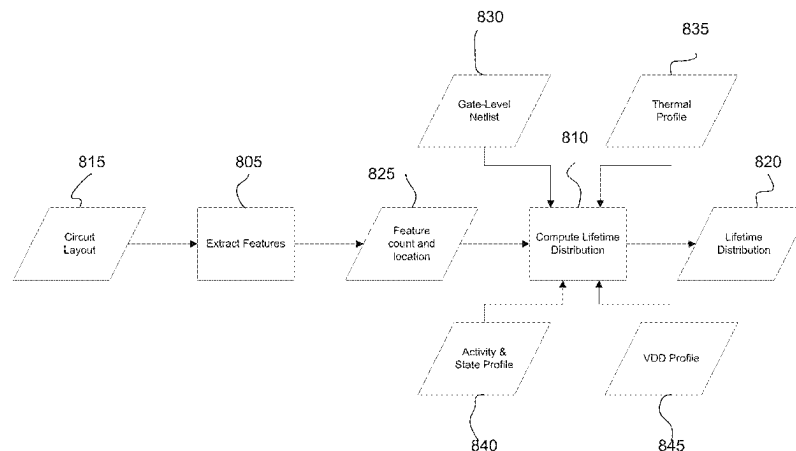 830
835
Gate-Level
Netlist
Thermal
Profile
815
805
825
810
820
Circuit
Layout
Extract Features
Feature
count and
location
Compute Lifetime
Distribution
Lifetime
Distribution
Activity &
State Profile
VDD Profile
840
845